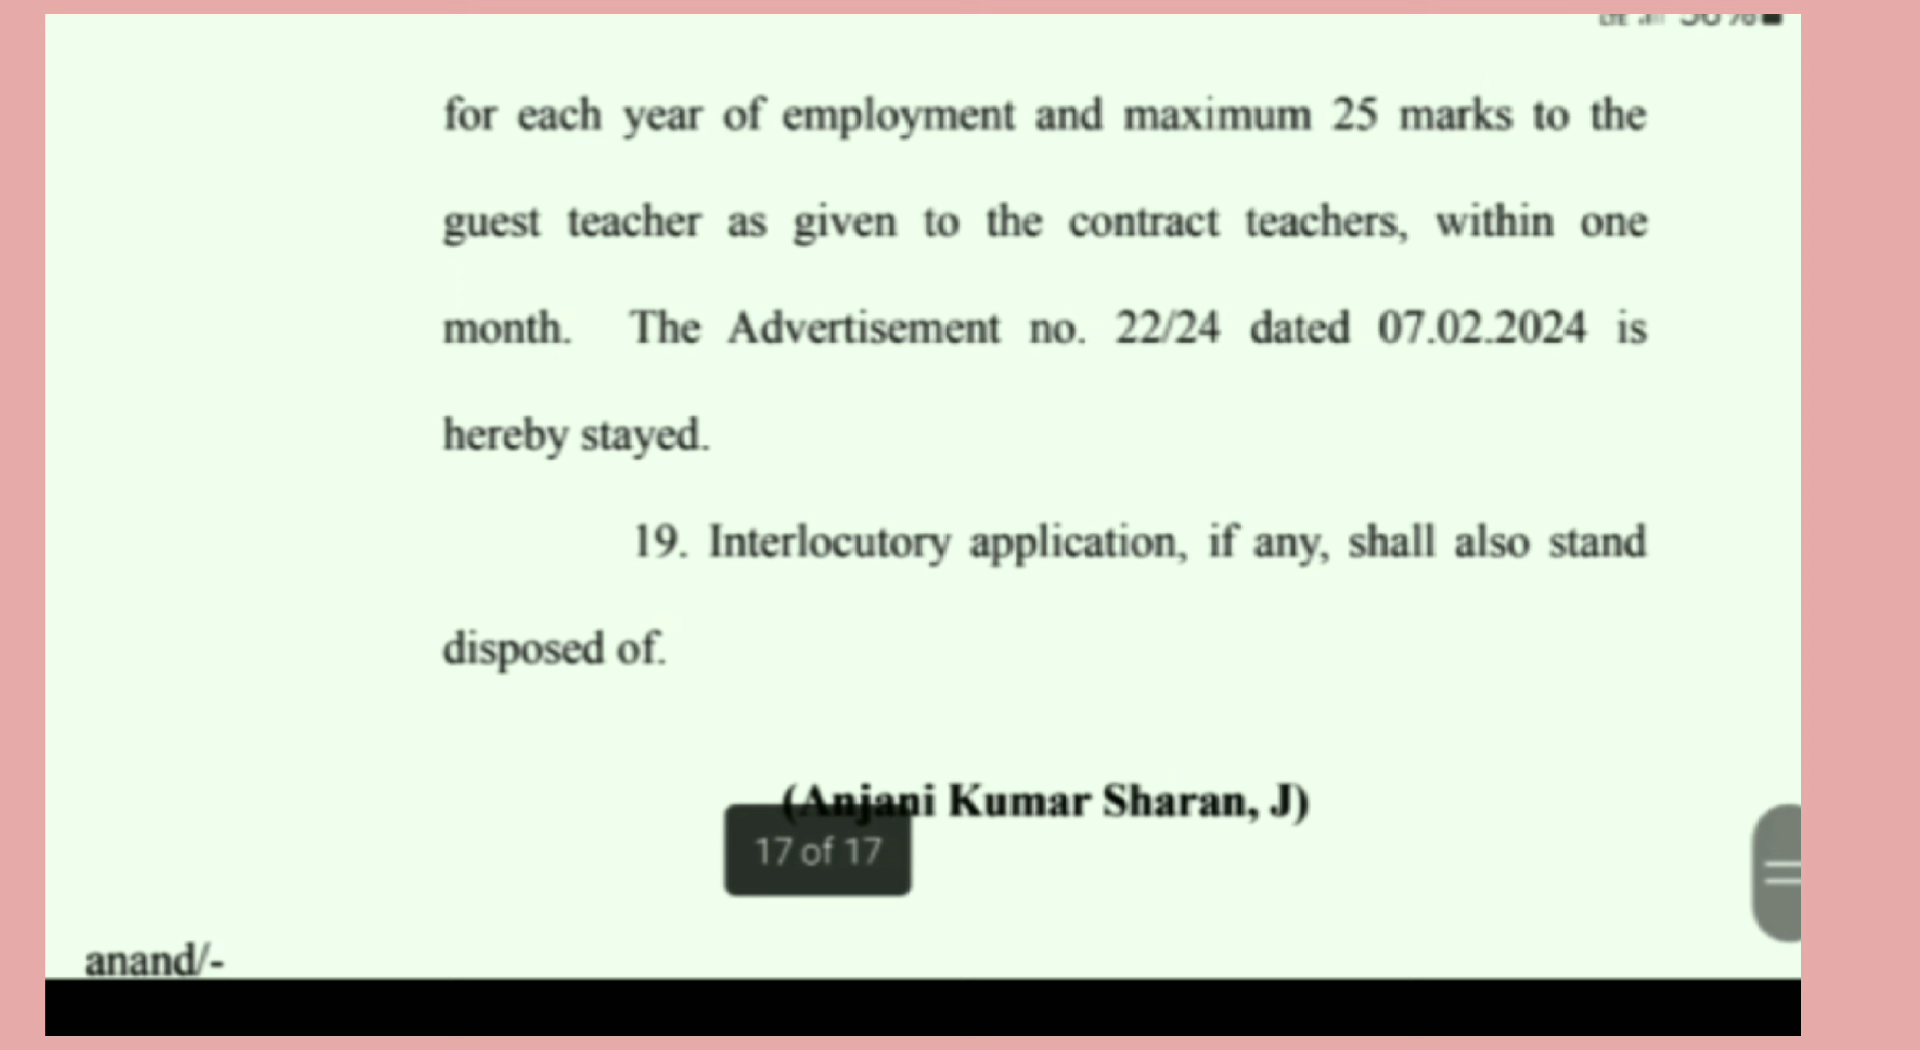 for each year of employment and maximum 25 marks to the
guest teacher as given to the contract teachers, within one
month. The Advertisement no. 22/24 dated 07.02.2024 is
hereby stayed.
19. Interlocutory application, if any, shall also stand
disposed of.
(Anjani Kumar Sharan, J)
17 of 17
anand/-